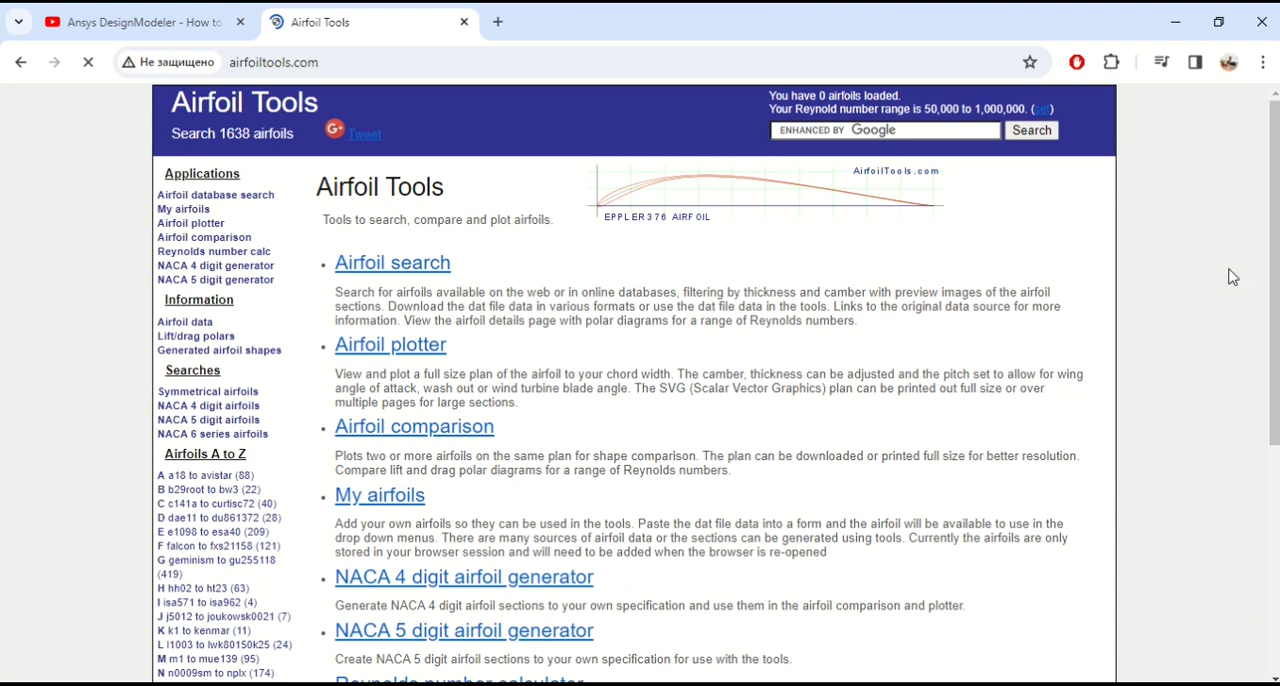 Ansys DesignModeler - How to
Airfoil Tools
Не защищено
airfoiltools.com
Airfoil Tools
Search 1638 airfoils
G+
Tweet
You have 0 airfoils loaded.
Your Reynold number range is 50,000 to 1,000,000. (set)
ENHANCED BY Google
Search
Applications
Airfoil database search
My airfoils
Airfoil plotter
Airfoil comparison
Reynolds number calc
NACA 4 digit generator
NACA 5 digit generator
Information
Airfoil data
Lift/drag polars
Generated airfoil shapes
Searches
Symmetrical airfoils
NACA 4 digit airfoils
NACA 5 digit airfoils
NACA 6 series airfoils
Airfoils A to Z
A a18 to avistar (88)
B b29root to bw3 (22)
C c141a to curtisc72 (40)
D dae11 to du861372 (28)
E e1098 to esa40 (209)
F falcon to fxs21158 (121)
G geminism to gu255118
(419)
H hh02 to ht23 (63)
I isa571 to isa962 (4)
J j5012 to joukowsk0021 (7)
K k1 to kenmar (11)
L l1003 to lwk80150k25 (24)
M m1 to mue139 (95)
N n0009sm to nplx (174)
Airfoil Tools
Tools to search, compare and plot airfoils.
AirfoilTools.com
EPPLER 376 AIRFOIL
• Airfoil search
Search for airfoils available on the web or in online databases, filtering by thickness and camber with preview images of the airfoil
sections. Download the dat file data in various formats or use the dat file data in the tools. Links to the original data source for more
information. View the airfoil details page with polar diagrams for a range of Reynolds numbers.
• Airfoil plotter
View and plot a full size plan of the airfoil to your chord width. The camber, thickness can be adjusted and the pitch set to allow for wing
angle of attack, wash out or wind turbine blade angle. The SVG (Scalar Vector Graphics) plan can be printed out full size or over
multiple pages for large sections.
• Airfoil comparison
Plots two or more airfoils on the same plan for shape comparison. The plan can be downloaded or printed full size for better resolution.
Compare lift and drag polar diagrams for a range of Reynolds numbers.
• My airfoils
Add your own airfoils so they can be used in the tools. Paste the dat file data into a form and the airfoil will be available to use in the
drop down menus. There are many sources of airfoil data or the sections can be generated using tools. Currently the airfoils are only
stored in your browser session and will need to be added when the browser is re-opened
• NACA 4 digit airfoil generator
Generate NACA 4 digit airfoil sections to your own specification and use them in the airfoil comparison and plotter.
• NACA 5 digit airfoil generator
Create NACA 5 digit airfoil sections to your own specification for use with the tools.
Reynolds number calculator